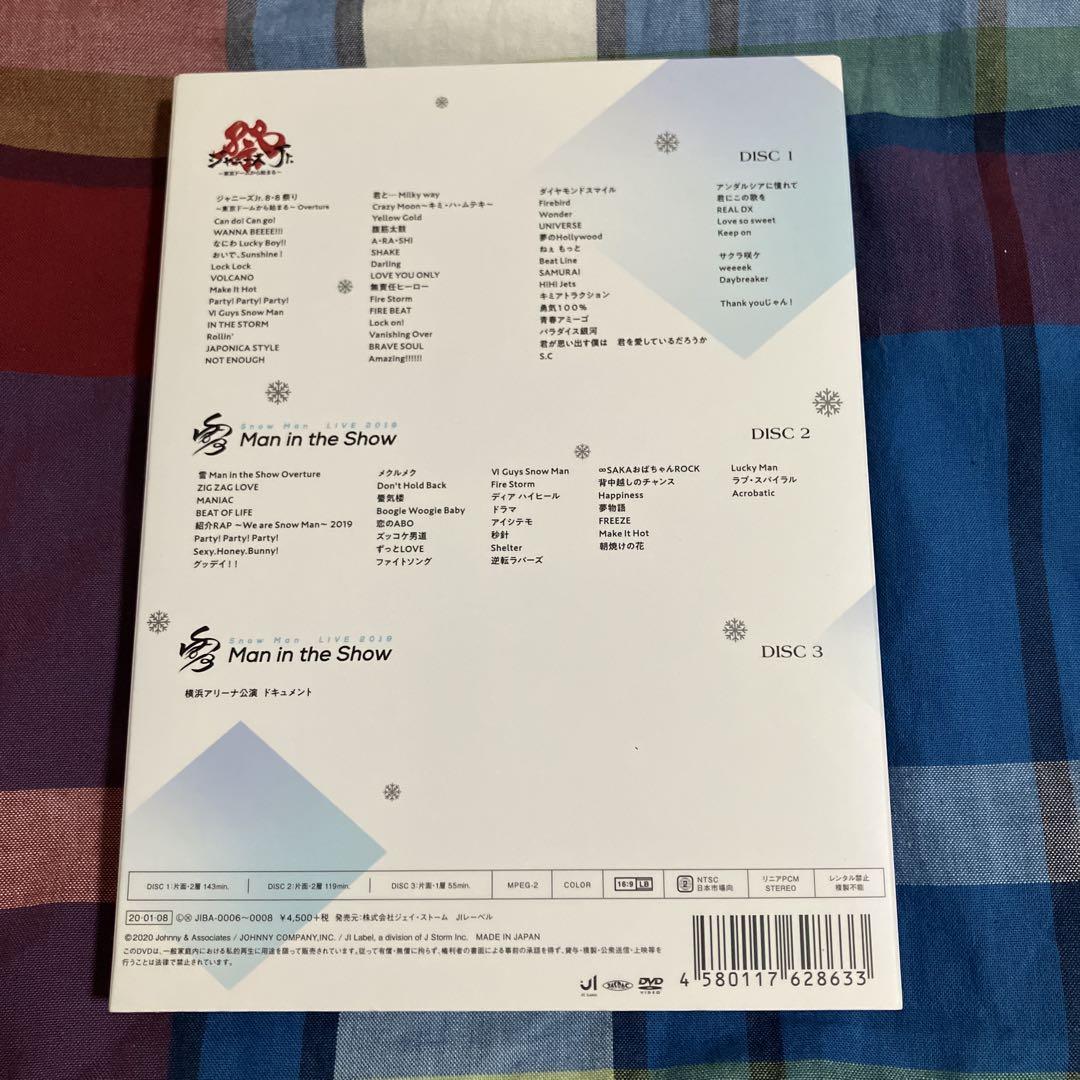 祭
ジャニーズJr.
〜東京ドームから始まる〜
DISC 1
ジャニーズJr. 8・8 祭り
〜東京ドームから始まる〜 Overture
Can do! Can go!
WANNA BEEEE!!!
なにわ Lucky Boy!!
おいで、Sunshine!
Lock Lock
VOLCANO
Make It Hot
Party! Party! Party!
VI Guys Snow Man
IN THE STORM
Rollin'
JAPONICA STYLE
NOT ENOUGH
君と…Milky way
Crazy Moon〜キミ・ハ・ムテキ〜
Yellow Gold
腹筋太鼓
A・RA・SHI
SHAKE
Darling
LOVE YOU ONLY
無責任ヒーロー
Fire Storm
FIRE BEAT
Lock on!
Vanishing Over
BRAVE SOUL
Amazing!!!!!!
ダイヤモンドスマイル
Firebird
Wonder
UNIVERSE
夢のHollywood
ねぇ もっと
Beat Line
SAMURAI
HiHi Jets
キミアトラクション
勇気100%
青春アミーゴ
パラダイス銀河
君が思い出す僕は 君を愛しているだろうか
S.C
アンダルシアに憧れて
君にこの歌を
REAL DX
Love so sweet
Keep on
サクラ咲ケ
weeeek
Daybreaker
Thank youじゃん!
Snow Man LIVE 2019
Man in the Show
DISC 2
雪 Man in the Show Overture
ZIG ZAG LOVE
MANIAC
BEAT OF LIFE
紹介RAP 〜We are Snow Man〜 2019
Party! Party! Party!
Sexy.Honey.Bunny!
グッデイ!!
メクルメク
Don't Hold Back
蜃気楼
Boogie Woogie Baby
恋のABO
ズッコケ男道
ずっとLOVE
ファイトソング
VI Guys Snow Man
Fire Storm
ディア ハイヒール
ドラマ
アイシテモ
秒針
Shelter
逆転ラバーズ
∞SAKAおばちゃんROCK
背中越しのチャンス
Happiness
夢物語
FREEZE
Make It Hot
朝焼けの花
Lucky Man
ラブ・スパイラル
Acrobatic
Snow Man LIVE 2019
Man in the Show
DISC 3
横浜アリーナ公演 ドキュメント
DISC 1:片面・2層 143min.
DISC 2:片面・2層 119min.
DISC 3:片面・1層 55min.
MPEG-2
COLOR
16:9 LB
2 NTSC 日本市場向
リニアPCM STEREO
レンタル禁止 複製不能
20・01・08 ⒸⓍ JIBA-0006〜0008 ¥4,500+税 発売元:株式会社ジェイ・ストーム JIレーベル
©2020 Johnny & Associates / JOHNNY COMPANY,INC. / JI Label, a division of J Storm Inc. MADE IN JAPAN
このDVDは、一般家庭内における私的再生に用途を限って販売されています。従って有償・無償に拘らず、権利者の書面による事前の承諾を得ず、貸与・複製・公衆送信・上映等を
行うことは法律で禁止されています。
JI
DVD
VIDEO
4 580117 628633